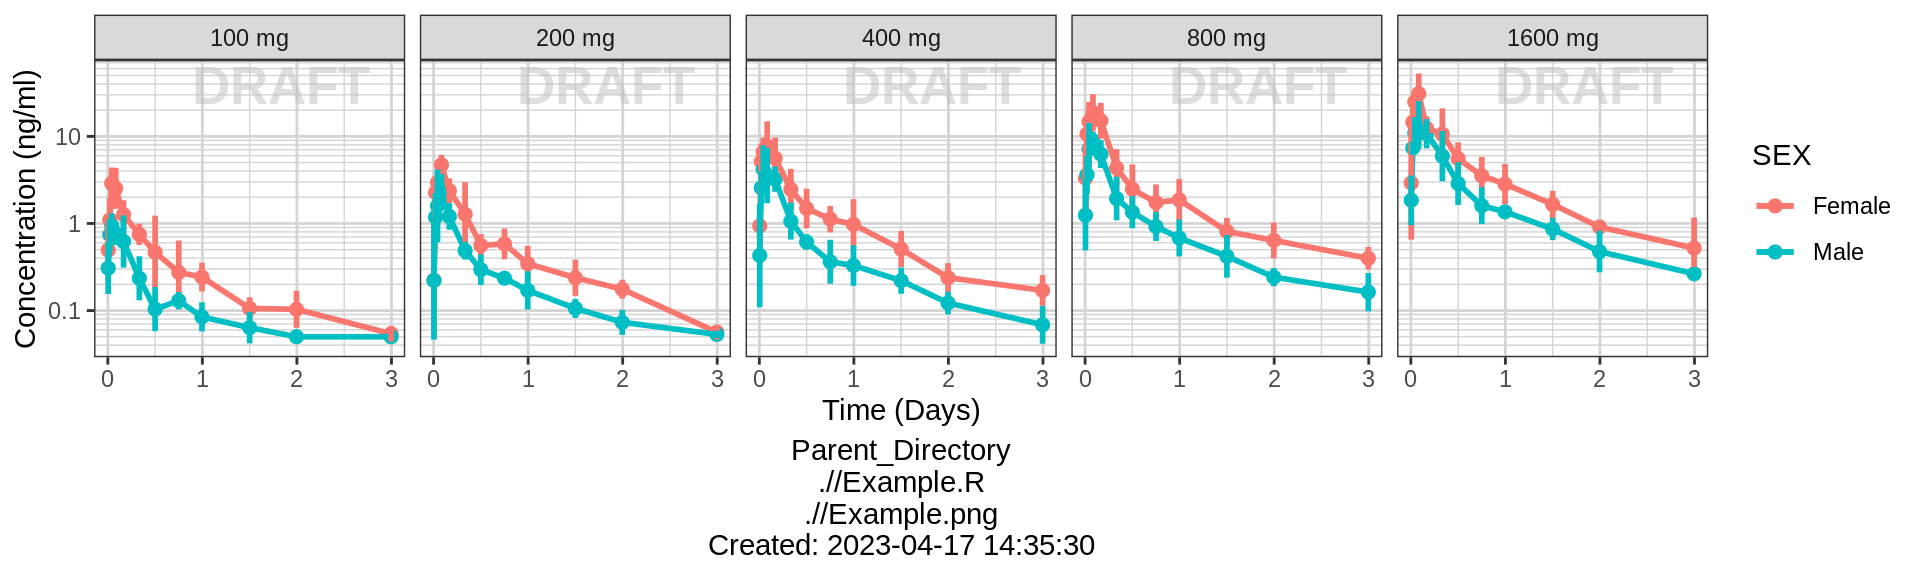 100 mg 200 mg 400 mg 800 mg 1600 mg
DRAFT DRAFT DRAFT DRAFT DRAFT
Concentration (ng/ml)
10
1
0.1
0 1 2 3 0 1 2 3 0 1 2 3 0 1 2 3 0 1 2 3
Time (Days)
SEX
Female
Male
Parent_Directory
.//Example.R
.//Example.png
Created: 2023-04-17 14:35:30